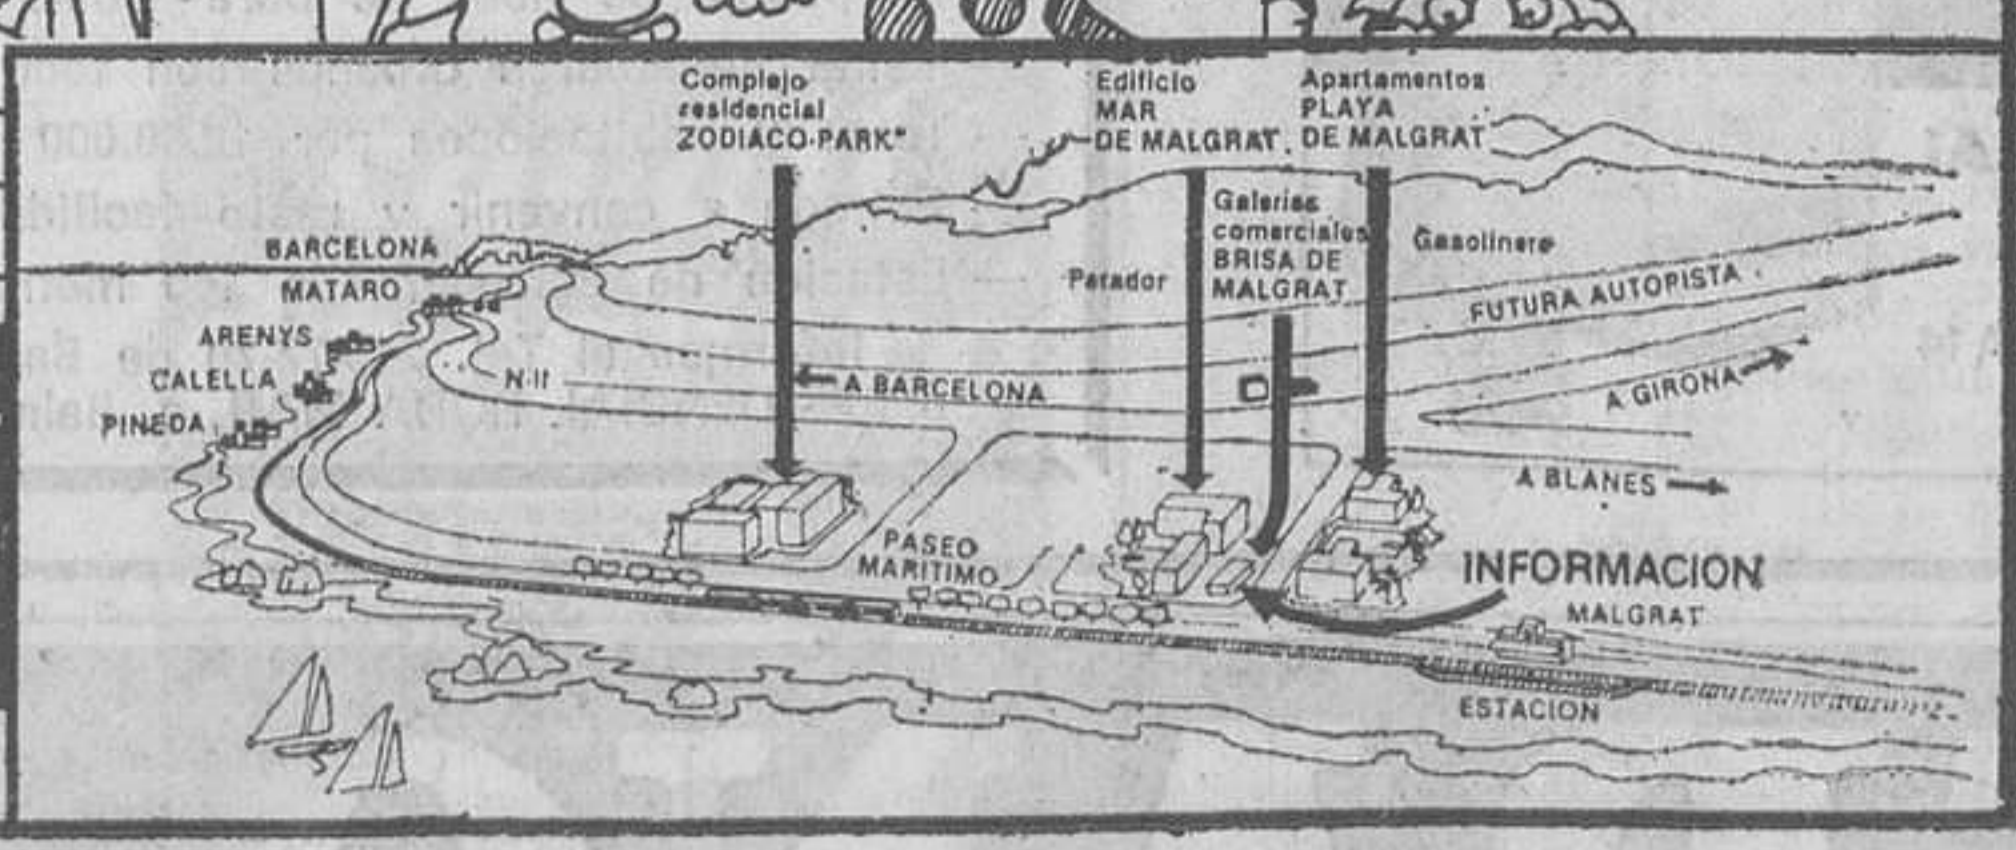 Complejo
residencial
ZODIACO-PARK"
Edificio
MAR
DE MALGRAT
Apartamentos
PLAYA
DE MALGRAT
Galerias
comerciales
BRISA DE
MALGRAT
Gasolinera
Parador
BARCELONA
MATARO
ARENYS
CALELLA
PINEDA
N-II
A BARCELONA
FUTURA AUTOPISTA
A GIRONA
A BLANES
PASEO
MARITIMO
INFORMACION
MALGRAT
ESTACION